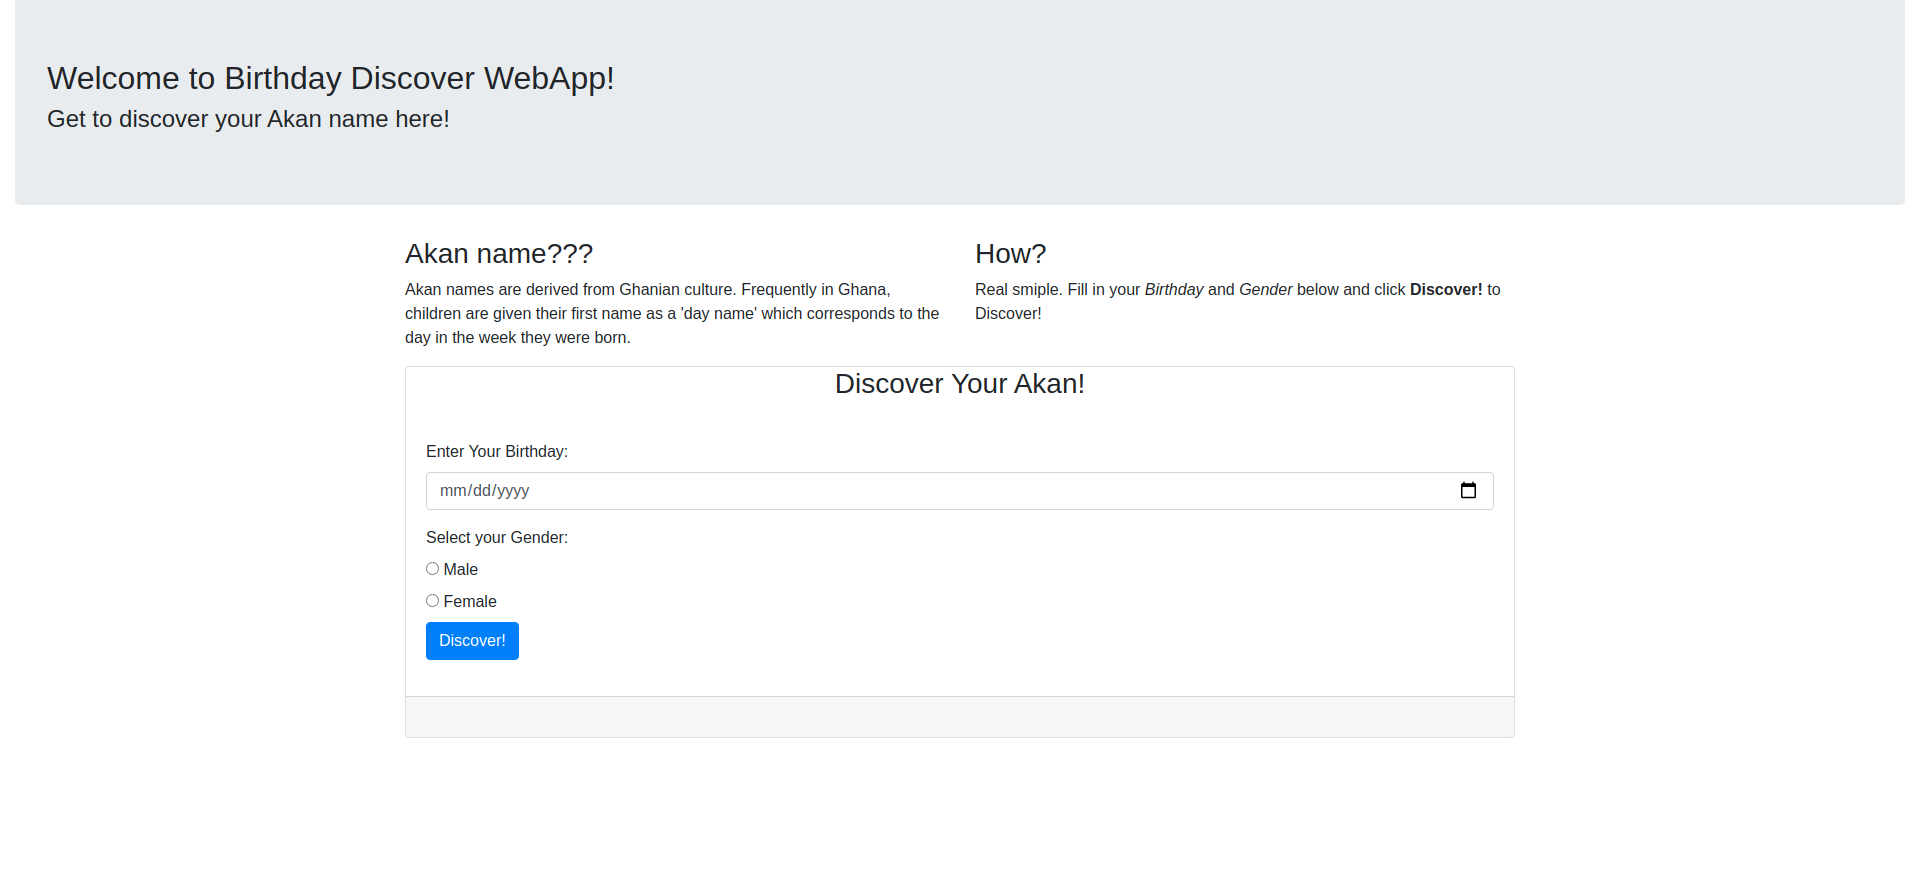 Welcome to Birthday Discover WebApp!
Get to discover your Akan name here!
Akan name???
Akan names are derived from Ghanian culture. Frequently in Ghana,
children are given their first name as a 'day name' which corresponds to the
day in the week they were born.
How?
Real smiple. Fill in your Birthday and Gender below and click Discover! to
Discover!
Discover Your Akan!
Enter Your Birthday:
mm/dd/yyyy
Select your Gender:
Male
Female
Discover!